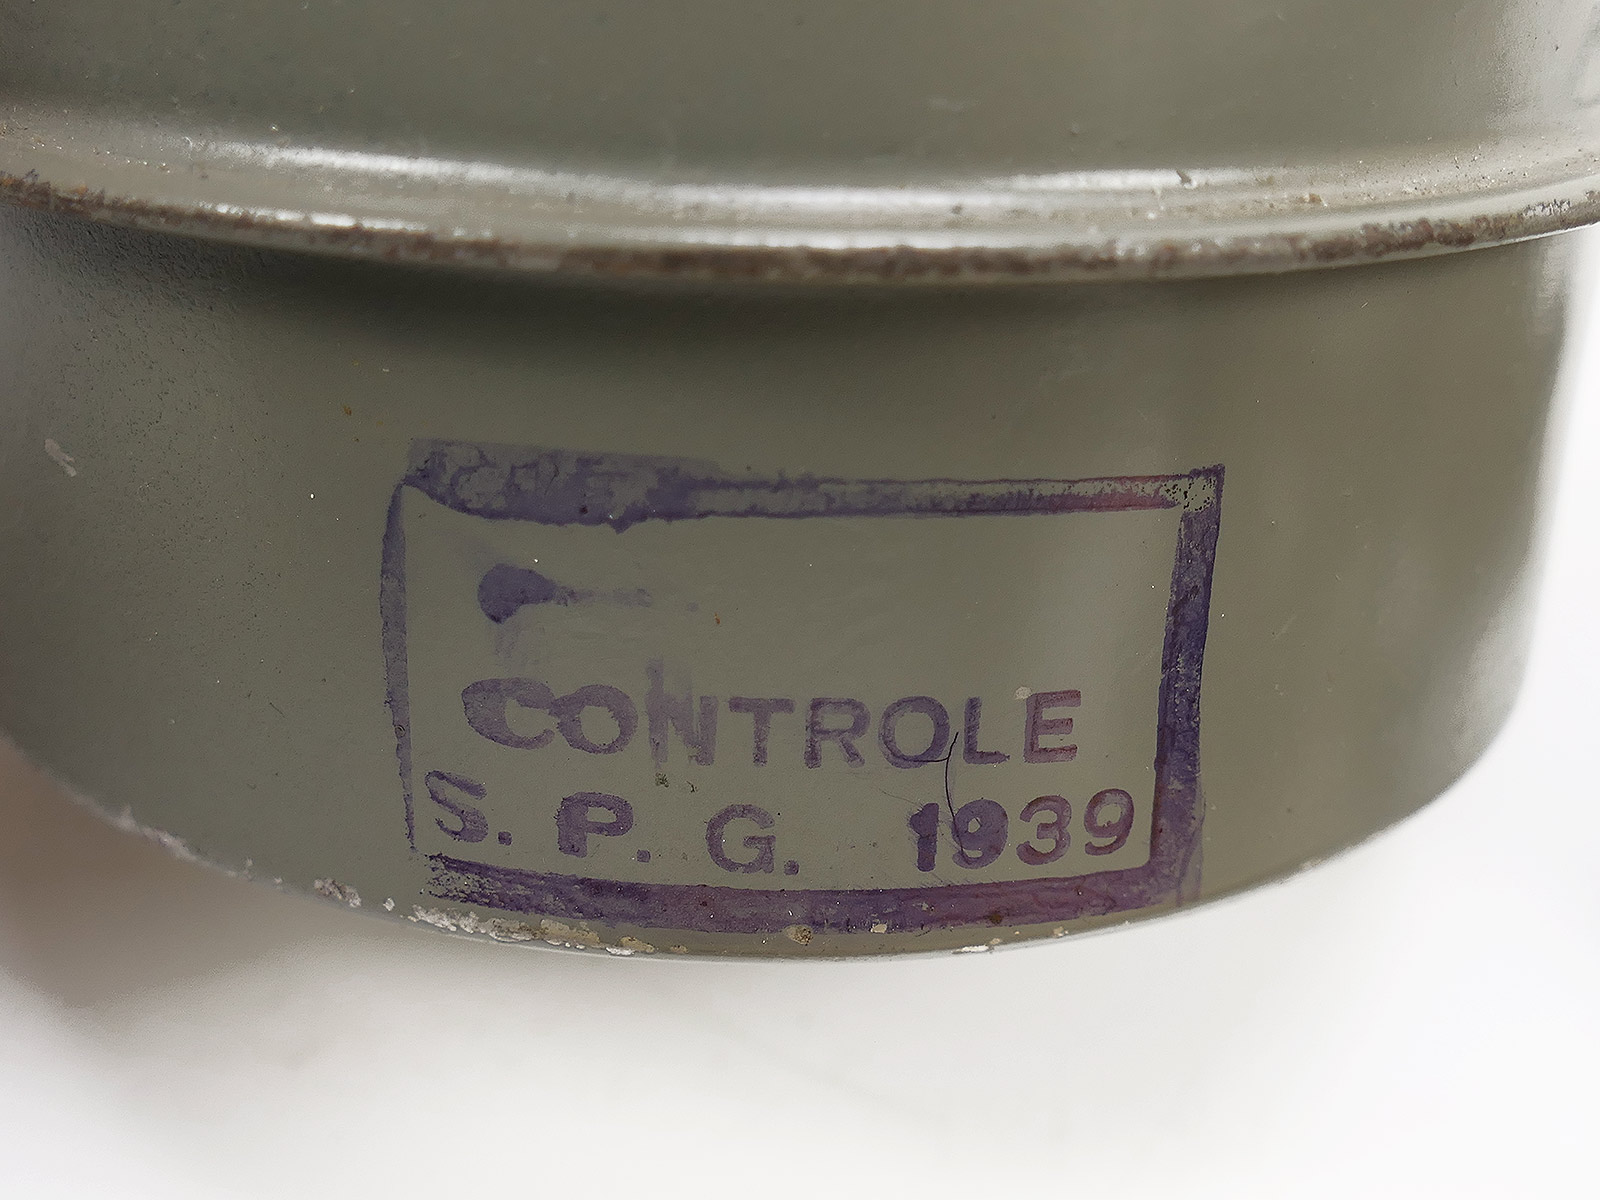 CONTROLE
S. P. G. 1939